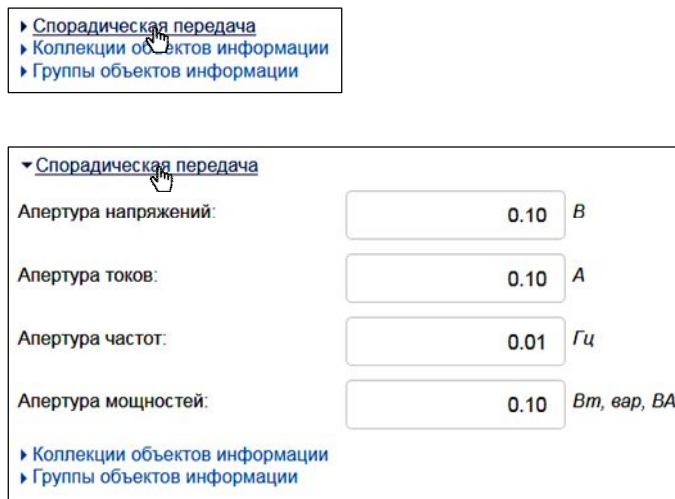 Спорадическая передача
Коллекции объектов информации
Группы объектов информации
Спорадическая передача
Апертура напряжений: 0.10 В
Апертура токов: 0.10 А
Апертура частот: 0.01 Гц
Апертура мощностей: 0.10 Вт, вар, ВА
Коллекции объектов информации
Группы объектов информации